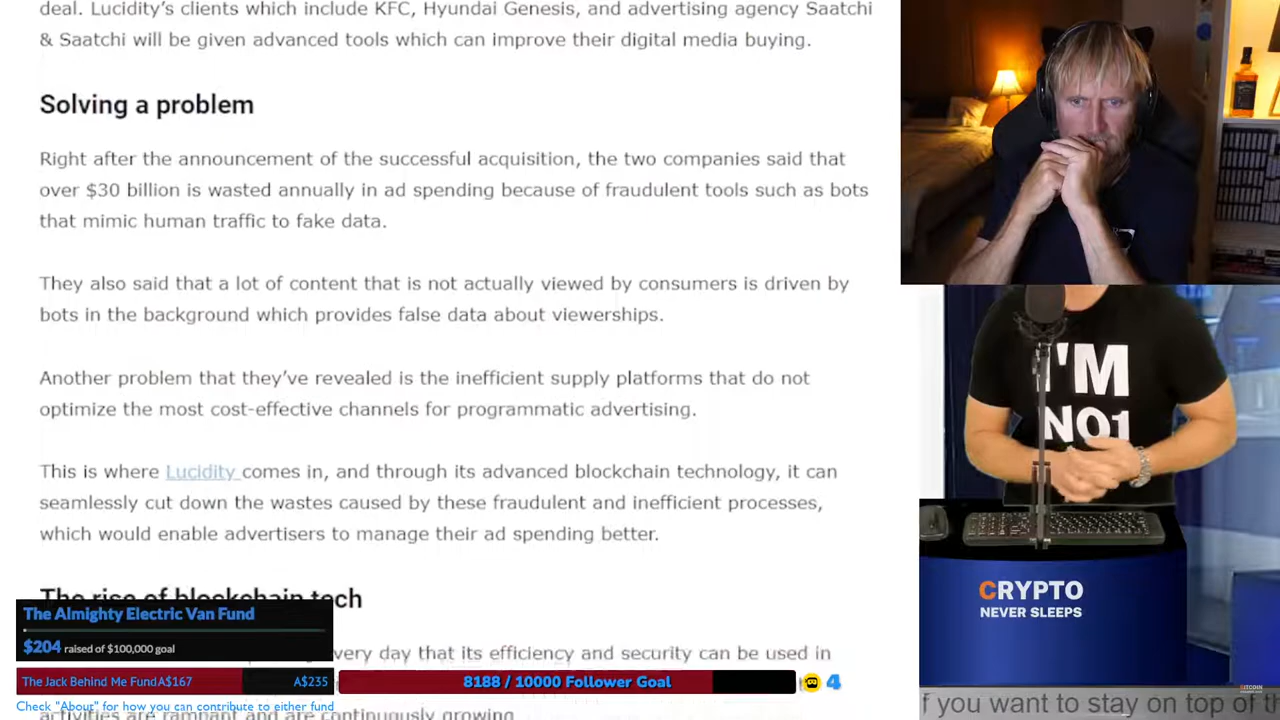 deal. Lucidity's clients which include KFC, Hyundai Genesis, and advertising agency Saatchi
& Saatchi will be given advanced tools which can improve their digital media buying.
Solving a problem
Right after the announcement of the successful acquisition, the two companies said that
over $30 billion is wasted annually in ad spending because of fraudulent tools such as bots
that mimic human traffic to fake data.
They also said that a lot of content that is not actually viewed by consumers is driven by
bots in the background which provides false data about viewerships.
Another problem that they've revealed is the inefficient supply platforms that do not
optimize the most cost-effective channels for programmatic advertising.
This is where Lucidity comes in, and through its advanced blockchain technology, it can
seamlessly cut down the wastes caused by these fraudulent and inefficient processes,
which would enable advertisers to manage their ad spending better.
The rise of blockchain tech
very day that its efficiency and security can be used in
activities are rampant and are continuously growing.
The Almighty Electric Van Fund
$204 raised of $100,000 goal
The Jack Behind Me Fund A$167 A$235
8188 / 10000 Follower Goal
4
Check "About" for how you can contribute to either fund
I'M
NO1
CRYPTO
NEVER SLEEPS
BITCOIN
f you want to stay on top of th